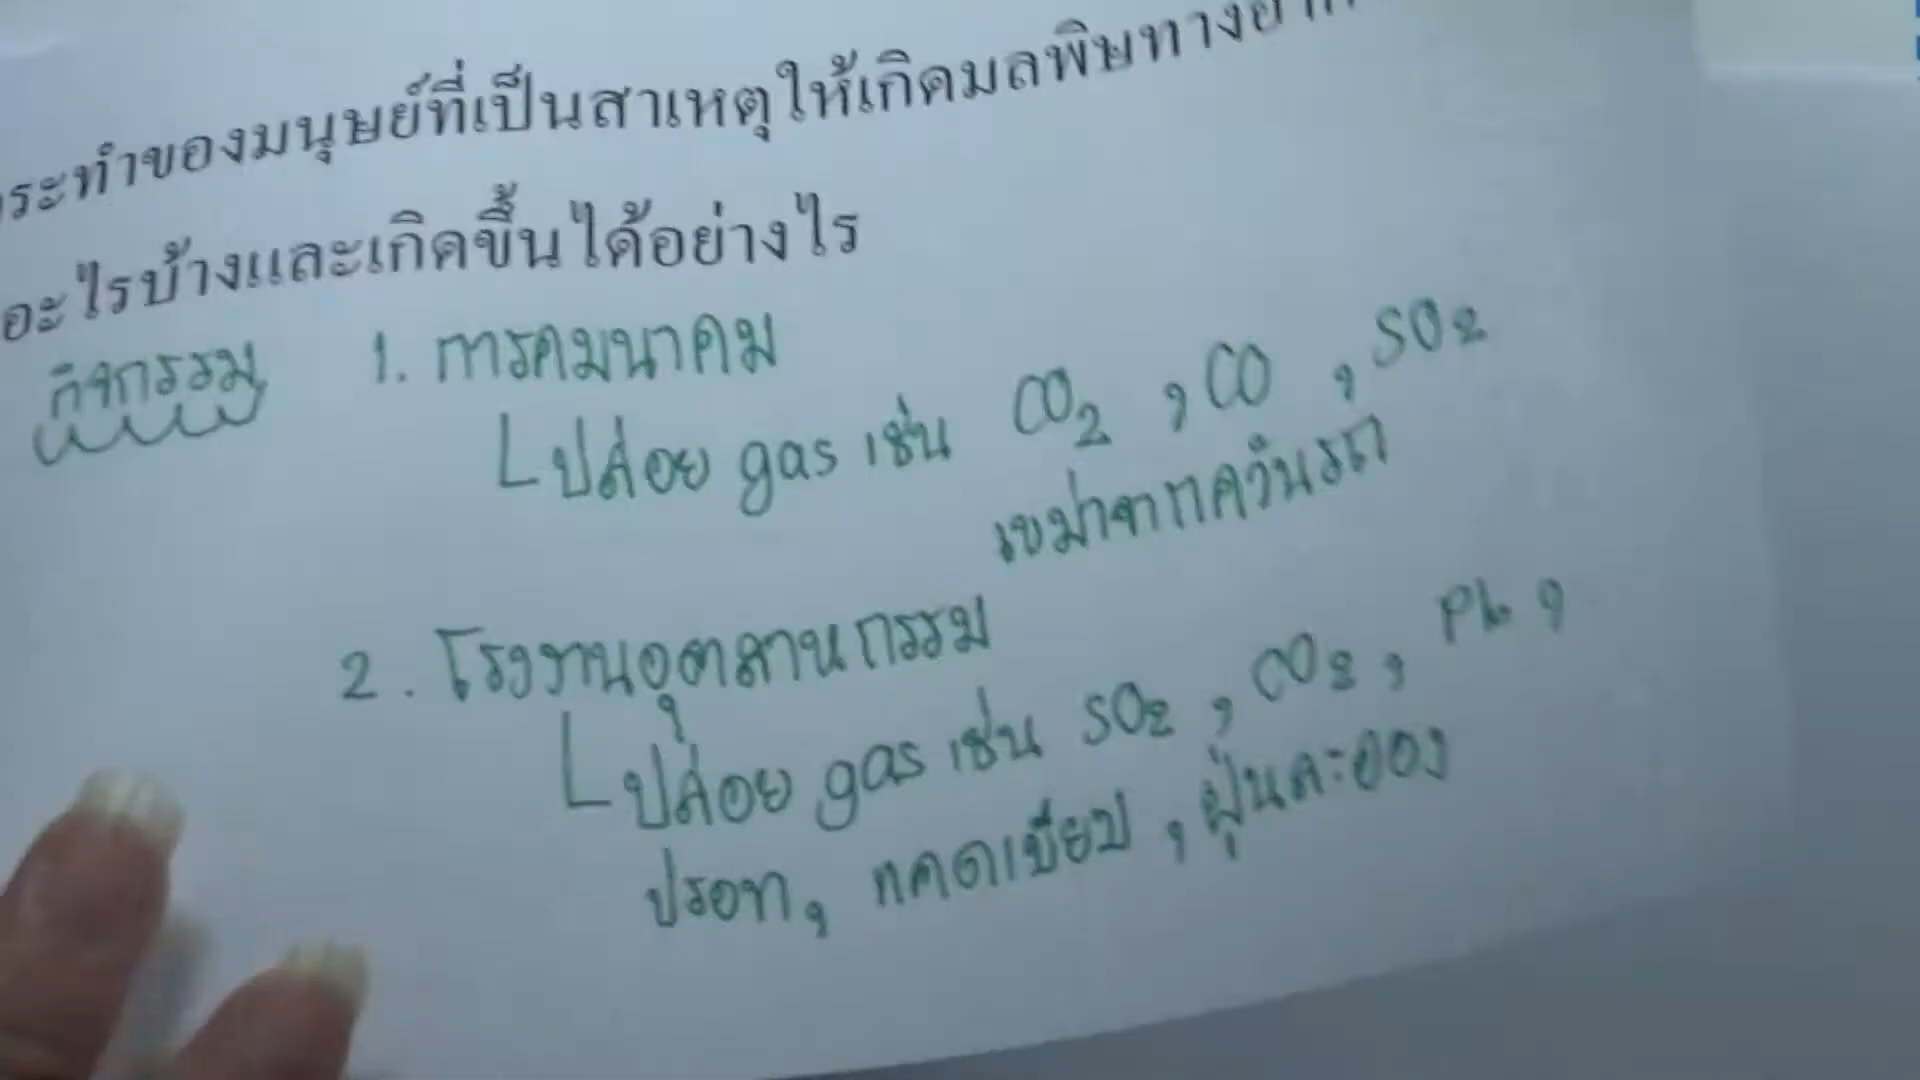 ระทำของมนุษย์ที่เป็นสาเหตุให้เกิดมลพิษทาง
อะไรบ้างและเกิดขึ้นได้อย่างไร
กิจกรรม 1. การคมนาคม
ปล่อย gas เช่น CO2 , CO , SO2
เขม่าจากควันรถ
2. โรงงานอุตสาหกรรม
ปล่อย gas เช่น SO2 , CO2 , Pb ,
ปรอท , แคดเมียม , ฝุ่นละออง